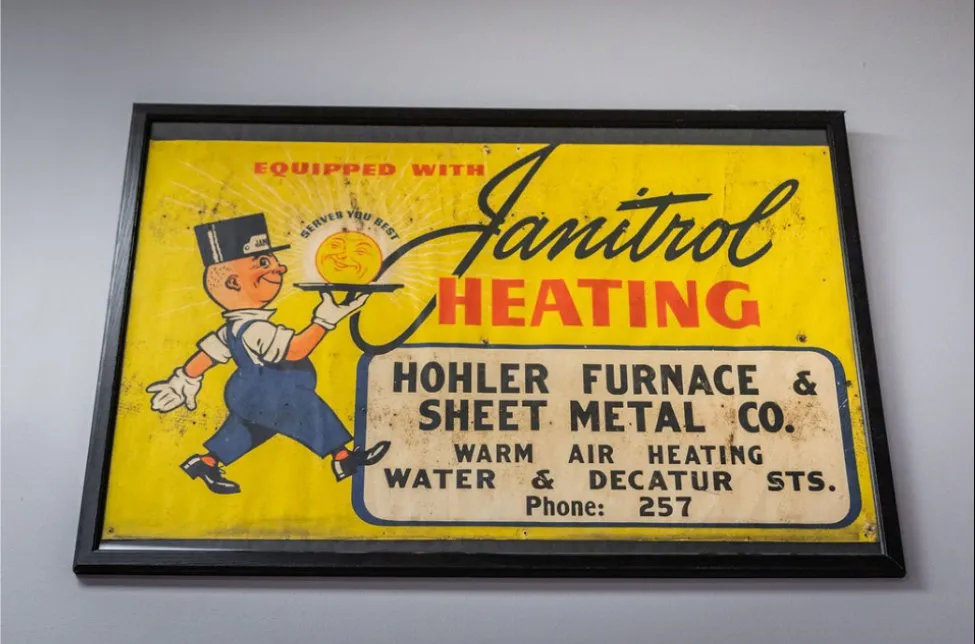 EQUIPPED WITH
Janitrol
SERVES YOU BEST
JANI
HEATING
HOHLER FURNACE &
SHEET METAL CO.
WARM AIR HEATING
WATER & DECATUR STS.
Phone: 257